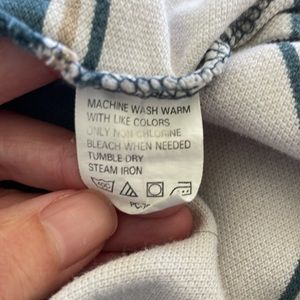 MACHINE WASH WARM
WITH LIKE COLORS
ONLY NON-CHLORINE
BLEACH WHEN NEEDED
TUMBLE DRY
STEAM IRON